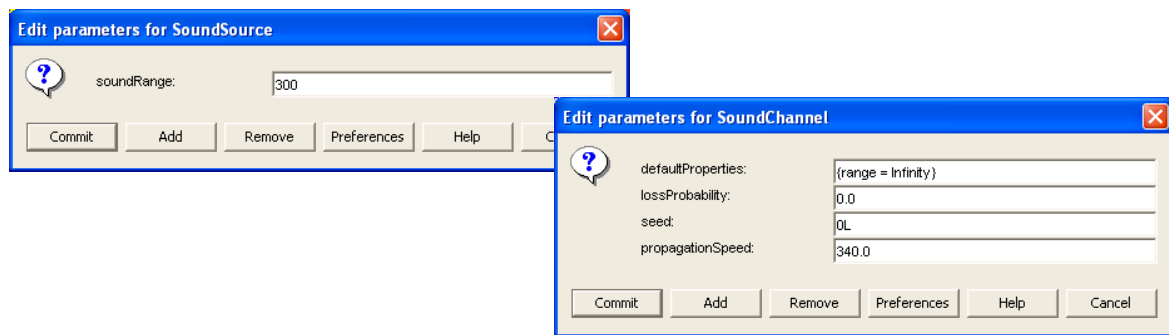 Edit parameters for SoundSource
soundRange: 300
Commit Add Remove Preferences Help C
Edit parameters for SoundChannel
defaultProperties: {range = Infinity}
lossProbability: 0.0
seed: 0L
propagationSpeed: 340.0
Commit Add Remove Preferences Help Cancel